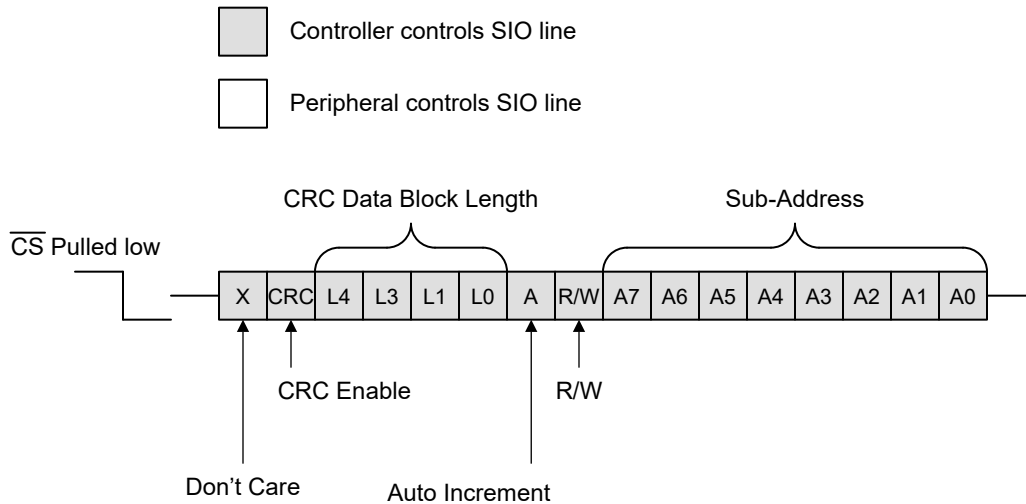 Controller controls SIO line
Peripheral controls SIO line
CRC Data Block Length
Sub-Address
CS Pulled low
X CRC L4 L3 L1 L0 A R/W A7 A6 A5 A4 A3 A2 A1 A0
CRC Enable
R/W
Don't Care
Auto Increment